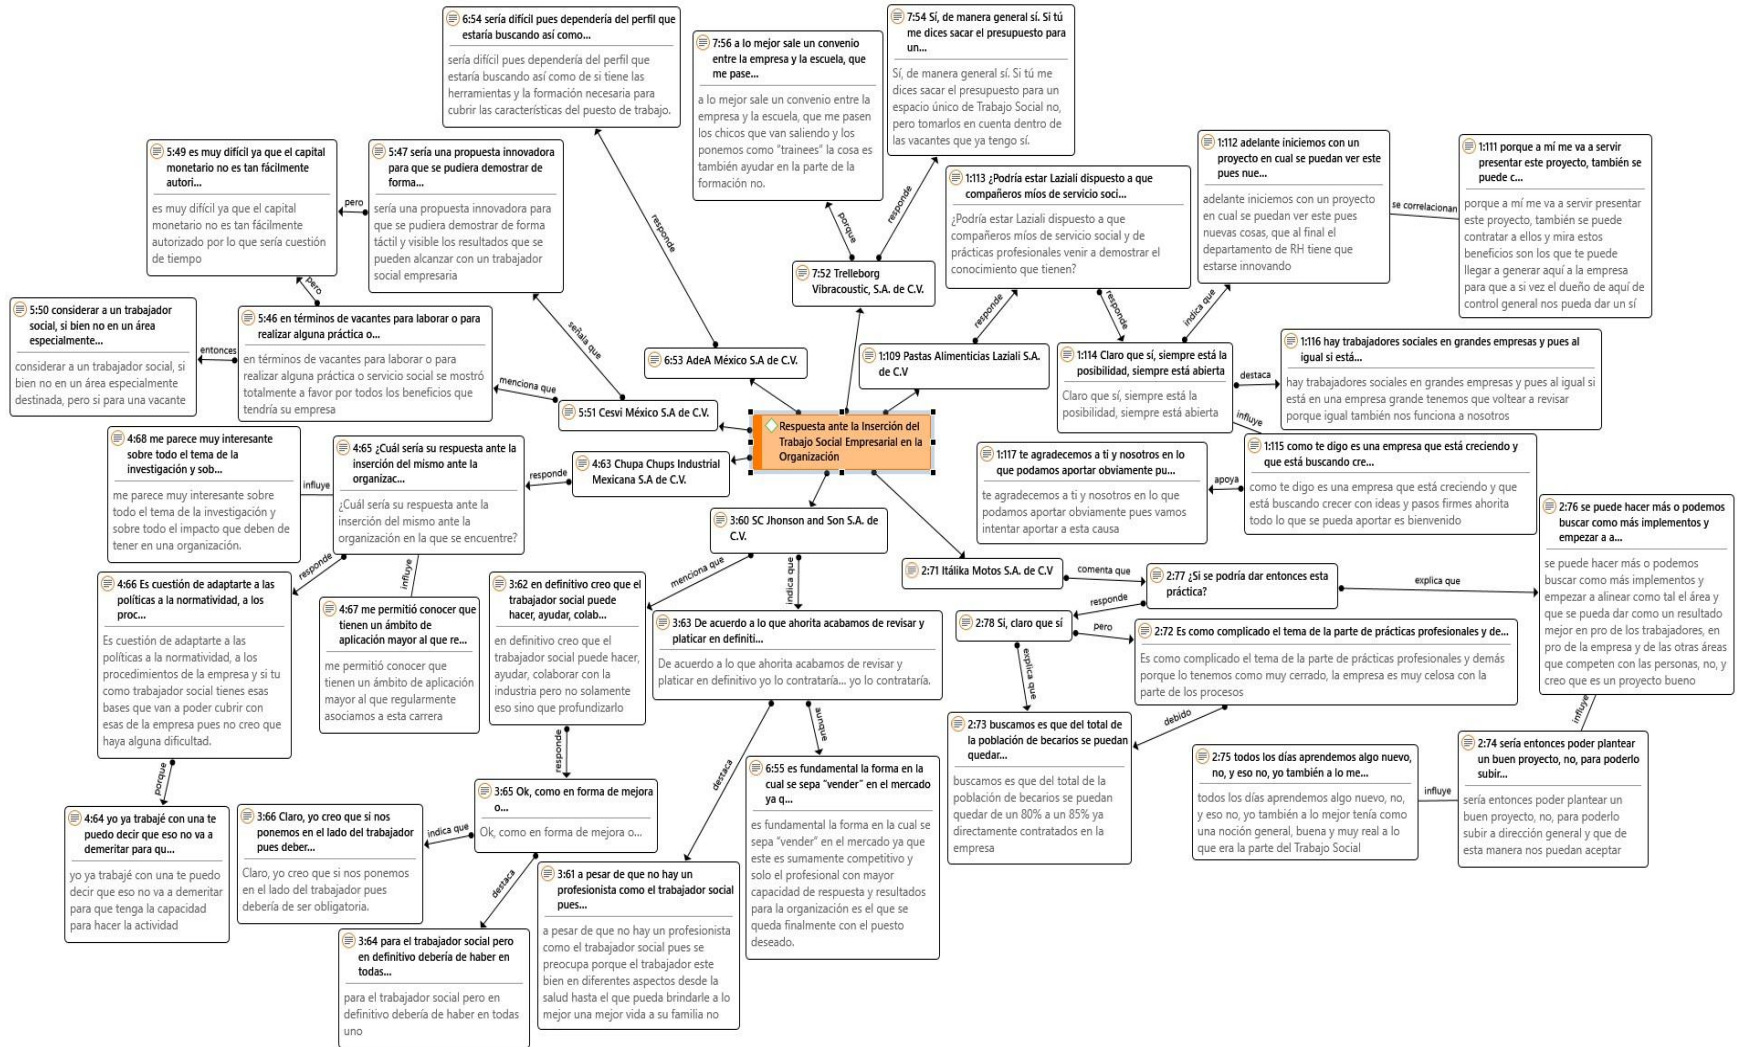 6:54 sería difícil pues dependería del perfil que
estaría buscando así como...
sería difícil pues dependería del perfil que
estaría buscando así como de si tiene las
herramientas y la formación necesaria para
cubrir las características del puesto de trabajo.
7:56 a lo mejor sale un convenio
entre la empresa y la escuela, que
me pase...
a lo mejor sale un convenio entre la
empresa y la escuela, que me pasen
los chicos que van saliendo y los
ponemos como "trainees" la cosa es
también ayudar en la parte de la
formación no.
7:54 Sí, de manera general sí. Si tú
me dices sacar el presupuesto para
un...
Sí, de manera general sí. Si tú me
dices sacar el presupuesto para un
espacio único de Trabajo Social no,
pero tomarlos en cuenta dentro de
las vacantes que ya tengo sí.
5:49 es muy difícil ya que el capital
monetario no es tan fácilmente
autori...
es muy difícil ya que el capital
monetario no es tan fácilmente
autorizado por lo que sería cuestión
de tiempo
pero
5:47 sería una propuesta innovadora
para que se pudiera demostrar de
forma...
sería una propuesta innovadora para
que se pudiera demostrar de forma
táctil y visible los resultados que se
pueden alcanzar con un trabajador
social empresaria
responde
porque
responde
1:113 ¿Podría estar Laziali dispuesto a que
compañeros míos de servicio soci...
¿Podría estar Laziali dispuesto a que
compañeros míos de servicio social y de
prácticas profesionales venir a demostrar el
conocimiento que tienen?
1:112 adelante iniciemos con un
proyecto en cual se puedan ver este
pues nue...
adelante iniciemos con un proyecto
en cual se puedan ver este pues
nuevas cosas, que al final el
departamento de RH tiene que
estarse innovando
se correlacionan
1:111 porque a mí me va a servir
presentar este proyecto, también se
puede c...
porque a mí me va a servir presentar
este proyecto, también se puede
contratar a ellos y mira estos
beneficios son los que te puede
llegar a generar aquí a la empresa
para que a si vez el dueño de aquí de
control general nos pueda dar un sí
pero
5:50 considerar a un trabajador
social, si bien no en un área
especialmente...
considerar a un trabajador social, si
bien no en un área especialmente
destinada, pero si para una vacante
entonces
5:46 en términos de vacantes para laborar o para
realizar alguna práctica o...
en términos de vacantes para laborar o para
realizar alguna práctica o servicio social se mostró
totalmente a favor por todos los beneficios que
tendría su empresa
menciona que
señala que
5:51 Cesvi México S.A de C.V.
6:53 AdeA México S.A de C.V.
7:52 Trelleborg
Vibracoustic, S.A. de C.V.
1:109 Pastas Alimenticias Laziali S.A.
de C.V
responde
responde
indica que
1:114 Claro que sí, siempre está la
posibilidad, siempre está abierta
Claro que sí, siempre está la
posibilidad, siempre está abierta
destaca
1:116 hay trabajadores sociales en grandes empresas y pues al
igual si está...
hay trabajadores sociales en grandes empresas y pues al igual si
está en una empresa grande tenemos que voltear a revisar
porque igual también nos funciona a nosotros
influye
Respuesta ante la Inserción del
Trabajo Social Empresarial en la
Organización
4:68 me parece muy interesante
sobre todo el tema de la
investigación y sob...
me parece muy interesante sobre
todo el tema de la investigación y
sobre todo el impacto que deben de
tener en una organización.
influye
4:65 ¿Cuál sería su respuesta ante la
inserción del mismo ante la
organizac...
¿Cuál sería su respuesta ante la
inserción del mismo ante la
organización en la que se encuentre?
responde
4:63 Chupa Chups Industrial
Mexicana S.A de C.V.
1:117 te agradecemos a ti y nosotros en lo
que podamos aportar obviamente pu...
te agradecemos a ti y nosotros en lo que
podamos aportar obviamente pues vamos
intentar aportar a esta causa
apoya
1:115 como te digo es una empresa que está creciendo y
que está buscando cre...
como te digo es una empresa que está creciendo y que
está buscando crecer con ideas y pasos firmes ahorita
todo lo que se pueda aportar es bienvenido
3:60 SC Jhonson and Son S.A. de
C.V.
2:71 Itálika Motos S.A. de C.V
comenta que
2:77 ¿Si se podría dar entonces esta
práctica?
explica que
2:76 se puede hacer más o podemos
buscar como más implementos y
empezar a a...
se puede hacer más o podemos
buscar como más implementos y
empezar a alinear como tal el área y
que se pueda dar como un resultado
mejor en pro de los trabajadores, en
pro de la empresa y de las otras áreas
que competen con las personas, no, y
creo que es un proyecto bueno
responde
2:78 Si, claro que sí
pero
2:72 Es como complicado el tema de la parte de prácticas profesionales y de...
Es como complicado el tema de la parte de prácticas profesionales y demás
porque lo tenemos como muy cerrado, la empresa es muy celosa con la
parte de los procesos
explica que
debido
influye
responde
influye
4:66 Es cuestión de adaptarte a las
políticas a la normatividad, a los
proc...
Es cuestión de adaptarte a las
políticas a la normatividad, a los
procedimientos de la empresa y si tu
como trabajador social tienes esas
bases que van a poder cubrir con
esas de la empresa pues no creo que
haya alguna dificultad.
4:67 me permitió conocer que
tienen un ámbito de
aplicación mayor al que re...
me permitió conocer que
tienen un ámbito de aplicación
mayor al que regularmente
asociamos a esta carrera
menciona que
indica que
3:62 en definitivo creo que el
trabajador social puede
hacer, ayudar, colab...
en definitivo creo que el
trabajador social puede hacer,
ayudar, colaborar con la
industria pero no solamente
eso sino que profundizarlo
3:63 De acuerdo a lo que ahorita acabamos de revisar y
platicar en definiti...
De acuerdo a lo que ahorita acabamos de revisar y
platicar en definitivo yo lo contrataría... yo lo contrataría.
responde
destaca
aunque
2:73 buscamos es que del total de
la población de becarios se puedan
quedar...
buscamos es que del total de la
población de becarios se puedan
quedar de un 80% a un 85% ya
directamente contratados en la
empresa
2:75 todos los días aprendemos algo nuevo,
no, y eso no, yo también a lo me...
todos los días aprendemos algo nuevo, no,
y eso no, yo también a lo mejor tenía como
una noción general, buena y muy real a lo
que era la parte del Trabajo Social
influye
2:74 sería entonces poder plantear
un buen proyecto, no, para poderlo
subir...
sería entonces poder plantear un
buen proyecto, no, para poderlo
subir a dirección general y que de
esta manera nos puedan aceptar
porque
4:64 yo ya trabajé con una te
puedo decir que eso no va a
demeritar para qu...
yo ya trabajé con una te puedo
decir que eso no va a demeritar
para que tenga la capacidad
para hacer la actividad
3:66 Claro, yo creo que si nos
ponemos en el lado del trabajador
pues deber...
Claro, yo creo que si nos ponemos
en el lado del trabajador pues
debería de ser obligatoria.
indica que
3:65 Ok, como en forma de mejora
o...
Ok, como en forma de mejora o...
destaca
6:55 es fundamental la forma en la
cual se sepa "vender" en el mercado
ya q...
es fundamental la forma en la cual se
sepa "vender" en el mercado ya que
este es sumamente competitivo y
solo el profesional con mayor
capacidad de respuesta y resultados
para la organización es el que se
queda finalmente con el puesto
deseado.
3:61 a pesar de que no hay un
profesionista como el trabajador social
pues...
a pesar de que no hay un profesionista
como el trabajador social pues se
preocupa porque el trabajador este
bien en diferentes aspectos desde la
salud hasta el que pueda brindarle a lo
mejor una mejor vida a su familia no
3:64 para el trabajador social pero
en definitivo debería de haber en
todas...
para el trabajador social pero en
definitivo debería de haber en todas
uno